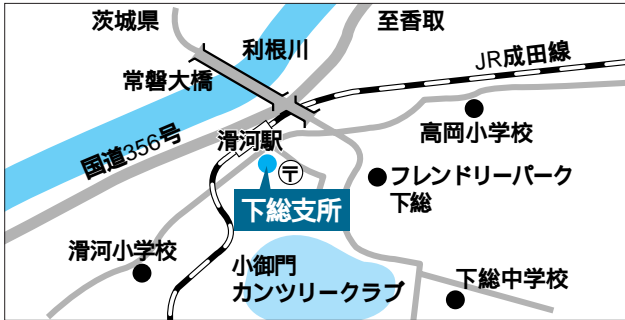 茨城県
利根川
至香取
JR成田線
常磐大橋
国道356号
滑河駅
高岡小学校
〒
フレンドリーパーク
下総
下総支所
滑河小学校
小御門
カンツリークラブ
下総中学校